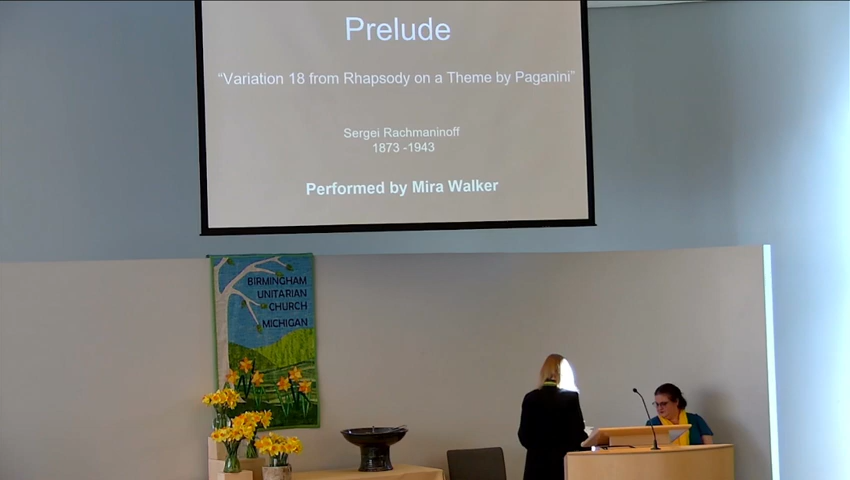 Prelude
“Variation 18 from Rhapsody on a Theme by Paganini”
Sergei Rachmaninoff
1873 -1943
Performed by Mira Walker
BIRMINGHAM
UNITARIAN
CHURCH
MICHIGAN